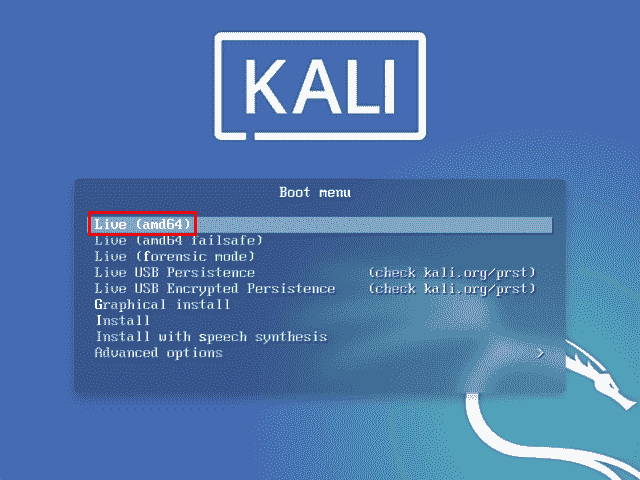 KALI
Boot menu
Live (amd64)
Live (amd64 failsafe)
Live (forensic mode)
Live USB Persistence (check kali.org/prst)
Live USB Encrypted Persistence (check kali.org/prst)
Graphical install
Install
Install with speech synthesis
Advanced options >